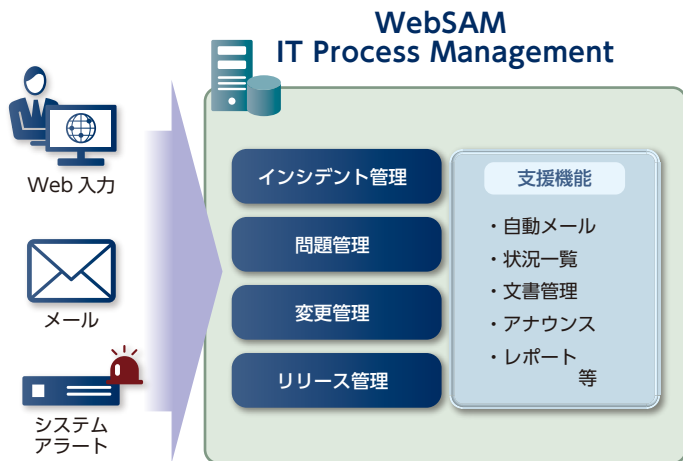 WebSAM
IT Process Management
Web 入力
メール
システム
アラート
インシデント管理
問題管理
変更管理
リリース管理
支援機能
・自動メール
・状況一覧
・文書管理
・アナウンス
・レポート
等